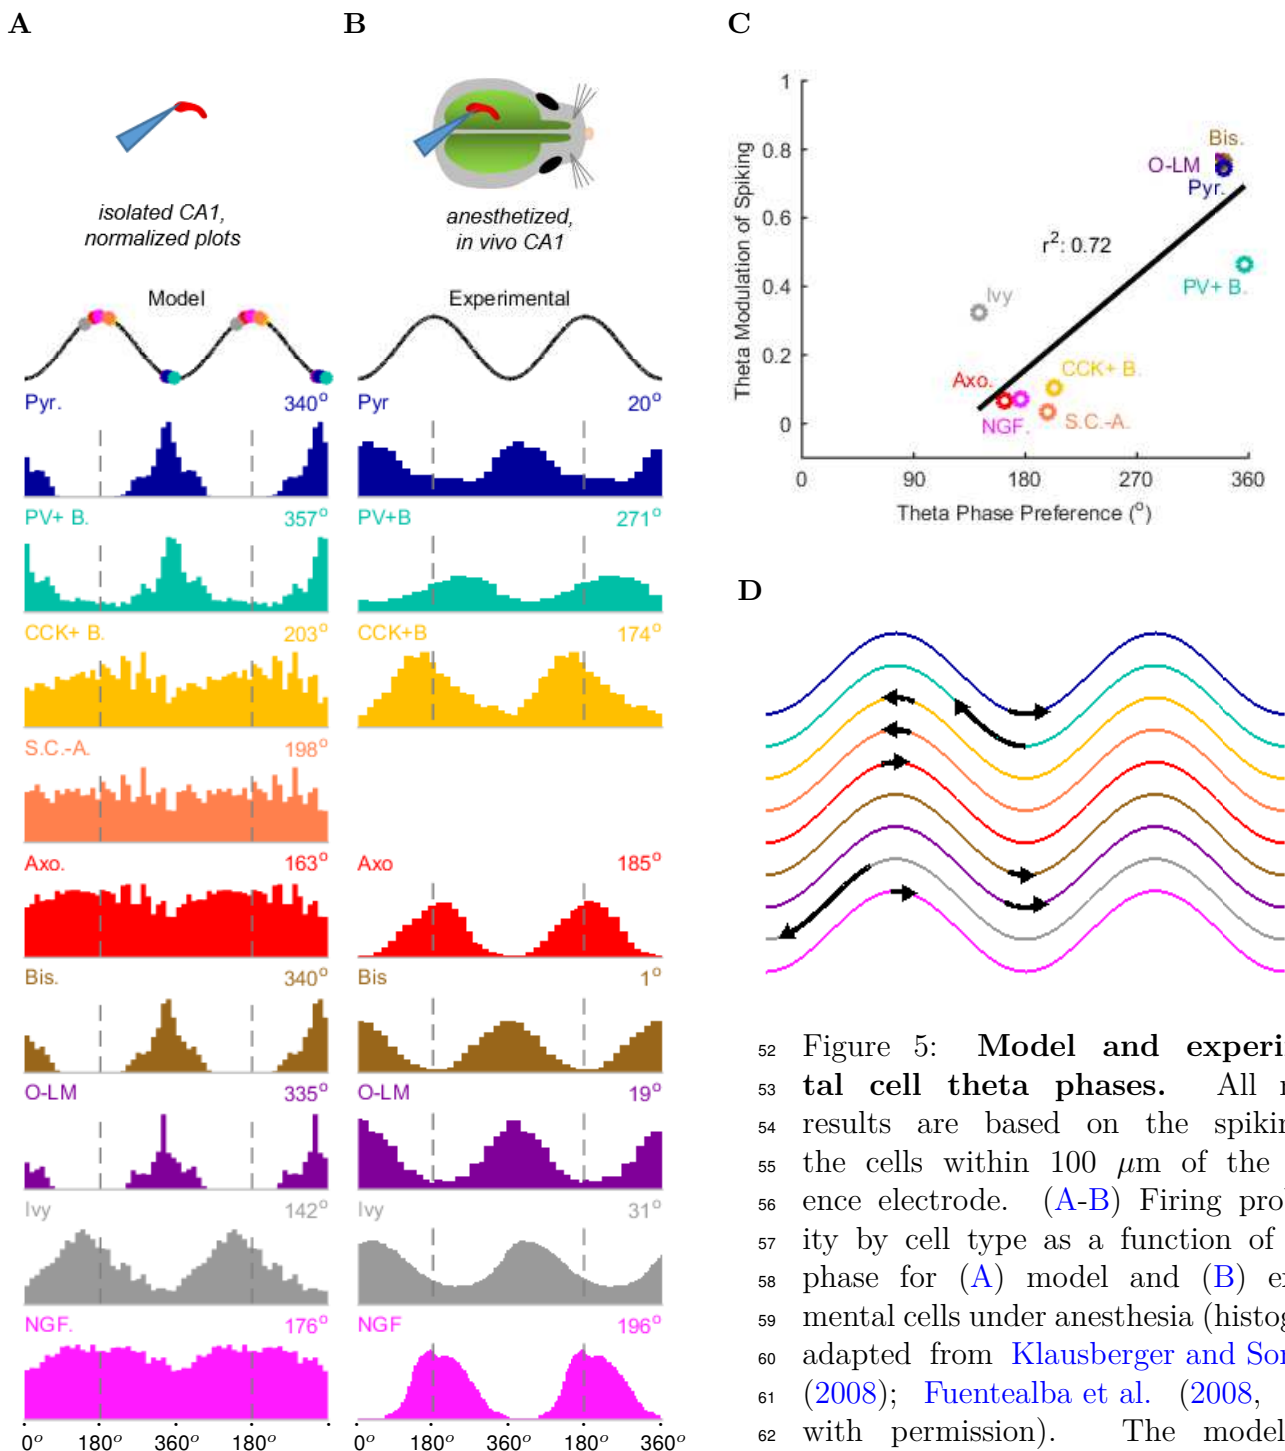 A
B
C
isolated CA1,
normalized plots
anesthetized,
in vivo CA1
Model
Experimental
Pyr. 340°
Pyr 20°
PV+ B. 357°
PV+B 271°
CCK+ B. 203°
CCK+B 174°
S.C.-A. 198°
Axo. 163°
Axo 185°
Bis. 340°
Bis 1°
O-LM 335°
O-LM 19°
Ivy 142°
Ivy 31°
NGF. 176°
NGF 196°
0° 180° 360° 180°
0° 180° 360° 180° 360°
Theta Modulation of Spiking
1
0.8
0.6
0.4
0.2
0
0 90 180 270 360
Theta Phase Preference (°)
Bis.
O-LM
Pyr.
r²: 0.72
PV+ B.
Ivy
CCK+ B.
Axo.
NGF.
S.C.-A.
D
52 Figure 5: Model and experi
53 tal cell theta phases. All
54 results are based on the spikin
55 the cells within 100 μm of the
56 ence electrode. (A-B) Firing pro
57 ity by cell type as a function of
58 phase for (A) model and (B) ex
59 mental cells under anesthesia (histog
60 adapted from Klausberger and So
61 (2008); Fuentealba et al. (2008,
62 with permission). The model